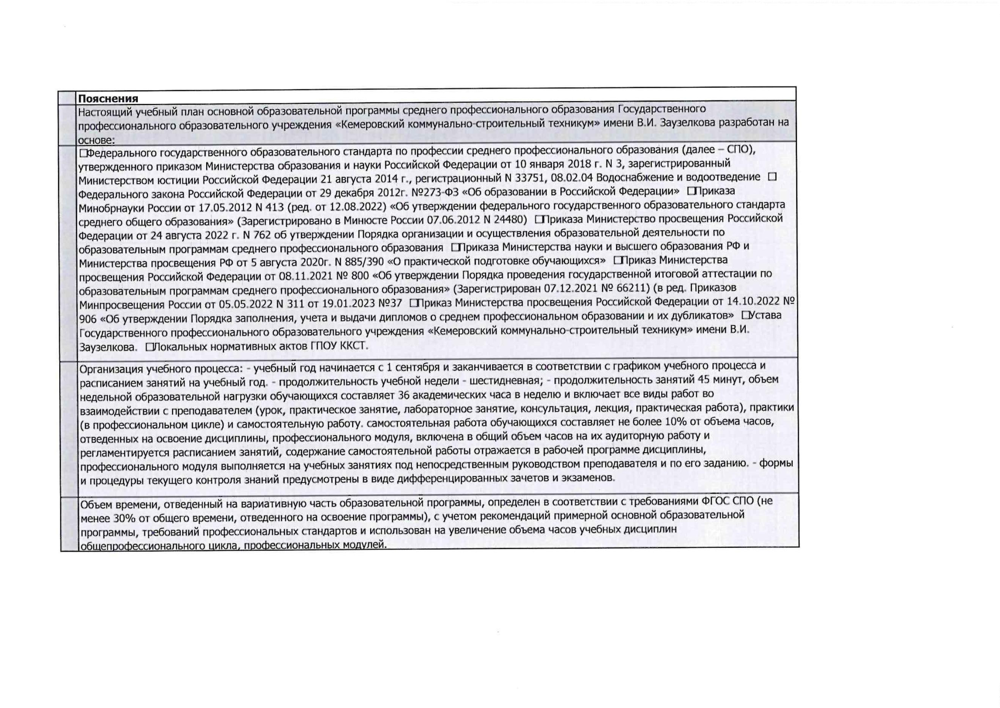 Пояснения
Настоящий учебный план основной образовательной программы среднего профессионального образования Государственного
профессионального образовательного учреждения «Кемеровский коммунально-строительный техникум» имени В.И. Заузелкова разработан на
основе:
□Федерального государственного образовательного стандарта по профессии среднего профессионального образования (далее – СПО),
утвержденного приказом Министерства образования и науки Российской Федерации от 10 января 2018 г. N 3, зарегистрированный
Министерством юстиции Российской Федерации 21 августа 2014 г., регистрационный N 33751, 08.02.04 Водоснабжение и водоотведение □
Федерального закона Российской Федерации от 29 декабря 2012г. №273-ФЗ «Об образовании в Российской Федерации» □Приказа
Минобрнауки России от 17.05.2012 N 413 (ред. от 12.08.2022) «Об утверждении федерального государственного образовательного стандарта
среднего общего образования» (Зарегистрировано в Минюсте России 07.06.2012 N 24480) □Приказа Министерство просвещения Российской
Федерации от 24 августа 2022 г. N 762 об утверждении Порядка организации и осуществления образовательной деятельности по
образовательным программам среднего профессионального образования □Приказа Министерства науки и высшего образования РФ и
Министерства просвещения РФ от 5 августа 2020г. N 885/390 «О практической подготовке обучающихся» □Приказ Министерства
просвещения Российской Федерации от 08.11.2021 № 800 «Об утверждении Порядка проведения государственной итоговой аттестации по
образовательным программам среднего профессионального образования» (Зарегистрирован 07.12.2021 № 66211) (в ред. Приказов
Минпросвещения России от 05.05.2022 N 311 от 19.01.2023 №37 □Приказ Министерства просвещения Российской Федерации от 14.10.2022 №
906 «Об утверждении Порядка заполнения, учета и выдачи дипломов о среднем профессиональном образовании и их дубликатов» □Устава
Государственного профессионального образовательного учреждения «Кемеровский коммунально-строительный техникум» имени В.И.
Заузелкова. □Локальных нормативных актов ГПОУ ККСТ.
Организация учебного процесса: - учебный год начинается с 1 сентября и заканчивается в соответствии с графиком учебного процесса и
расписанием занятий на учебный год. - продолжительность учебной недели - шестидневная; - продолжительность занятий 45 минут, объем
недельной образовательной нагрузки обучающихся составляет 36 академических часа в неделю и включает все виды работ во
взаимодействии с преподавателем (урок, практическое занятие, лабораторное занятие, консультация, лекция, практическая работа), практики
(в профессиональном цикле) и самостоятельную работу. самостоятельная работа обучающихся составляет не более 10% от объема часов,
отведенных на освоение дисциплины, профессионального модуля, включена в общий объем часов на их аудиторную работу и
регламентируется расписанием занятий, содержание самостоятельной работы отражается в рабочей программе дисциплины,
профессионального модуля выполняется на учебных занятиях под непосредственным руководством преподавателя и по его заданию. - формы
и процедуры текущего контроля знаний предусмотрены в виде дифференцированных зачетов и экзаменов.
Объем времени, отведенный на вариативную часть образовательной программы, определен в соответствии с требованиями ФГОС СПО (не
менее 30% от общего времени, отведенного на освоение программы), с учетом рекомендаций примерной основной образовательной
программы, требований профессиональных стандартов и использован на увеличение объема часов учебных дисциплин
общепрофессионального цикла, профессиональных модулей.